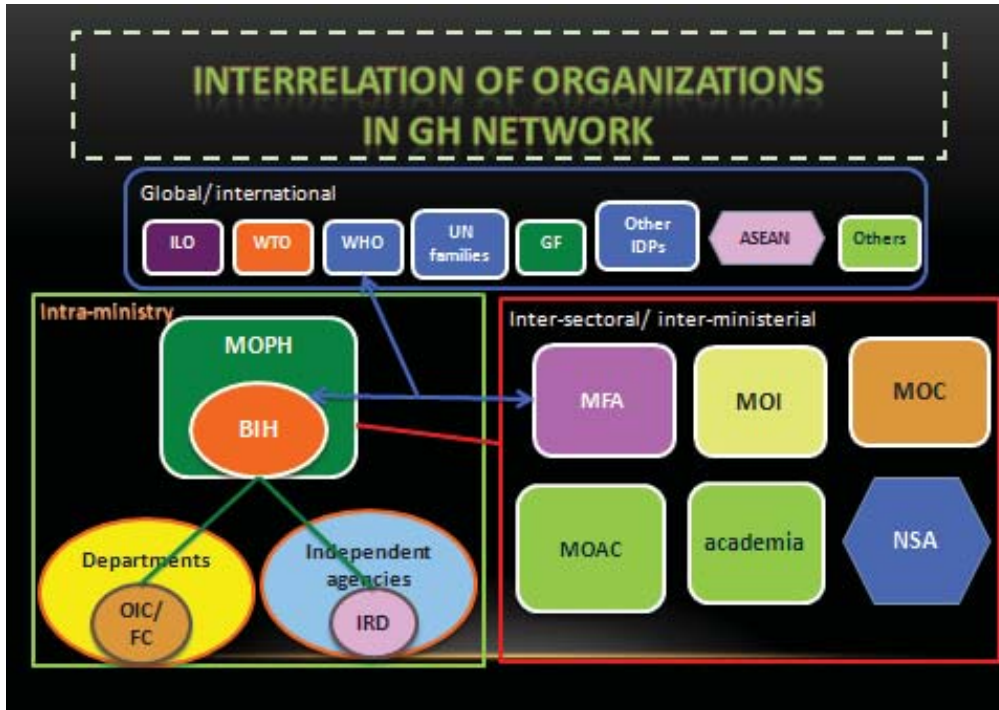 INTERRELATION OF ORGANIZATIONS
IN GH NETWORK
Global/ international
ILO
WTO
WHO
UN
families
GF
Other
IDPs
ASEAN
Others
Intra-ministry
MOPH
BIH
Departments
OIC/
FC
Independent
agencies
IRD
Inter-sectoral/ inter-ministerial
MFA
MOI
MOC
MOAC
academia
NSA